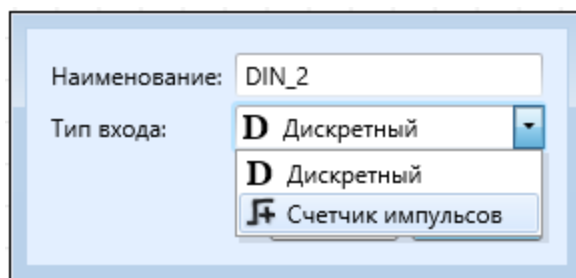 Наименование: DIN_2
Тип входа: D Дискретный
D Дискретный
Счетчик импульсов